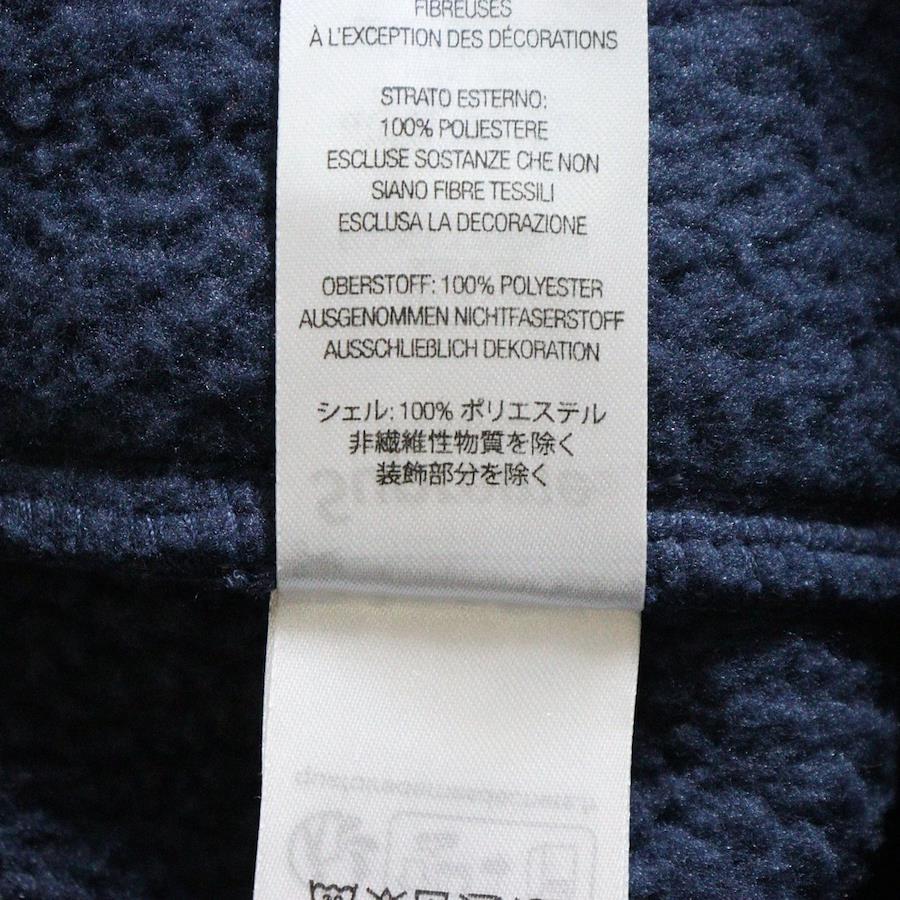 FIBREUSES
À L'EXCEPTION DES DÉCORATIONS
STRATO ESTERNO:
100% POLIESTERE
ESCLUSE SOSTANZE CHE NON
SIANO FIBRE TESSILI
ESCLUSA LA DECORAZIONE
OBERSTOFF: 100% POLYESTER
AUSGENOMMEN NICHTFASERSTOFF
AUSSCHLIEßLICH DEKORATION
シェル: 100% ポリエステル
非繊維性物質を除く
装飾部分を除く